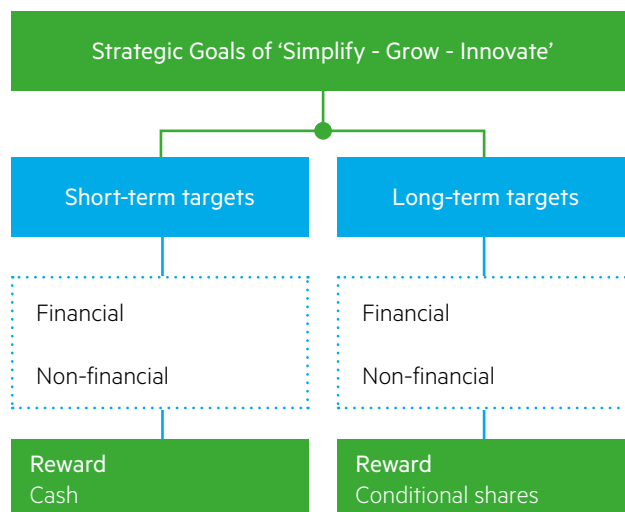 Strategic Goals of ‘Simplify - Grow - Innovate’
Short-term targets
Long-term targets
Financial
Non-financial
Financial
Non-financial
Reward
Cash
Reward
Conditional shares